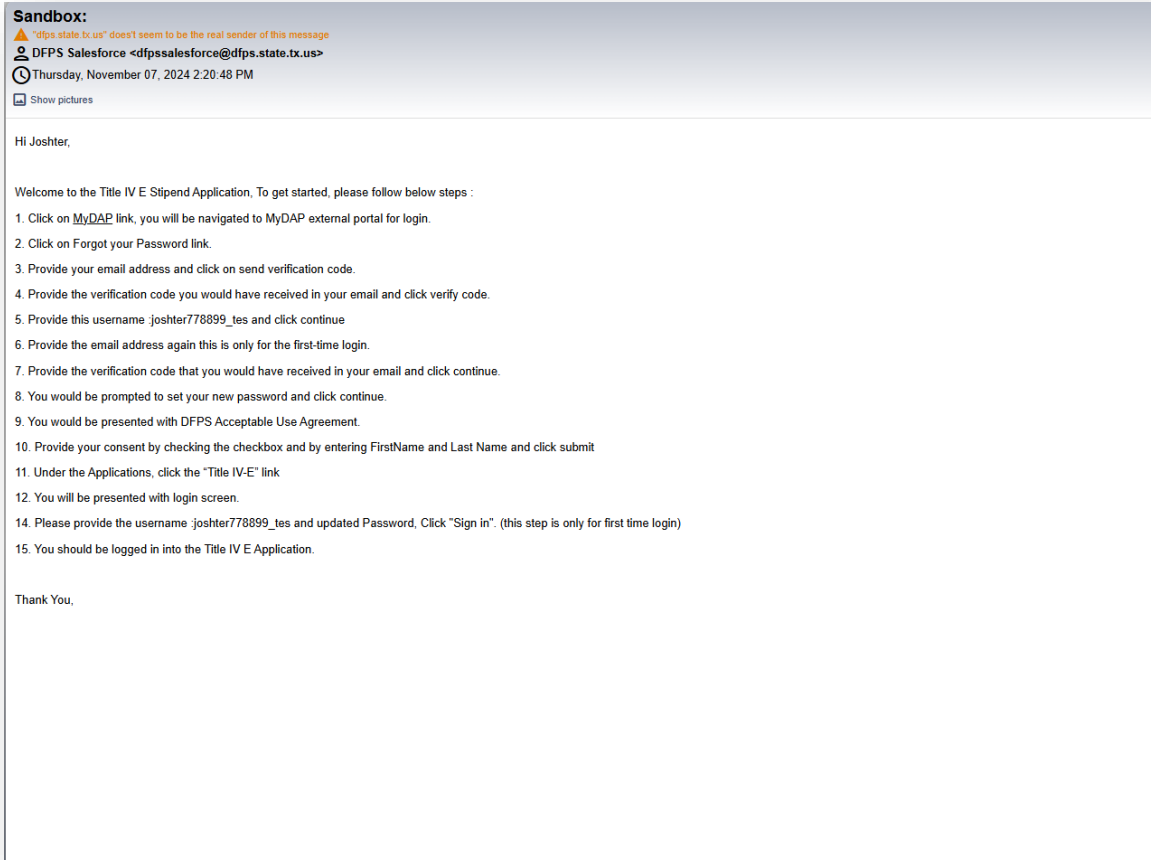 Sandbox:
"dfps.state.tx.us" does't seem to be the real sender of this message
DFPS Salesforce <dfpssalesforce@dfps.state.tx.us>
Thursday, November 07, 2024 2:20:48 PM
Show pictures
Hi Joshter,
Welcome to the Title IV E Stipend Application, To get started, please follow below steps :
1. Click on MyDAP link, you will be navigated to MyDAP external portal for login.
2. Click on Forgot your Password link.
3. Provide your email address and click on send verification code.
4. Provide the verification code you would have received in your email and click verify code.
5. Provide this username :joshter778899_tes and click continue
6. Provide the email address again this is only for the first-time login.
7. Provide the verification code that you would have received in your email and click continue.
8. You would be prompted to set your new password and click continue.
9. You would be presented with DFPS Acceptable Use Agreement.
10. Provide your consent by checking the checkbox and by entering FirstName and Last Name and click submit
11. Under the Applications, click the “Title IV-E” link
12. You will be presented with login screen.
14. Please provide the username :joshter778899_tes and updated Password, Click "Sign in". (this step is only for first time login)
15. You should be logged in into the Title IV E Application.
Thank You,